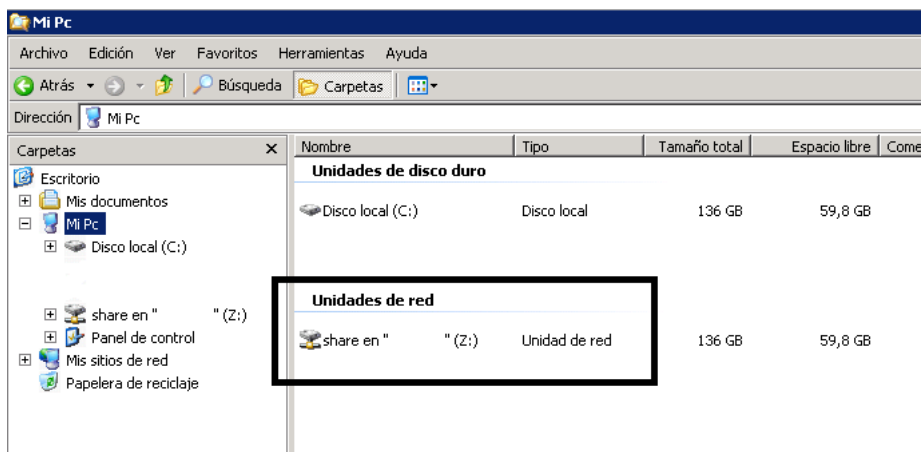 Mi Pc
Archivo Edición Ver Favoritos Herramientas Ayuda
Atrás Búsqueda Carpetas
Dirección Mi Pc
Carpetas x
Escritorio
Mis documentos
Mi Pc
Disco local (C:)
share en " " (Z:)
Panel de control
Mis sitios de red
Papelera de reciclaje
Nombre Tipo Tamaño total Espacio libre Come
Unidades de disco duro
Disco local (C:) Disco local 136 GB 59,8 GB
Unidades de red
share en " " (Z:) Unidad de red 136 GB 59,8 GB